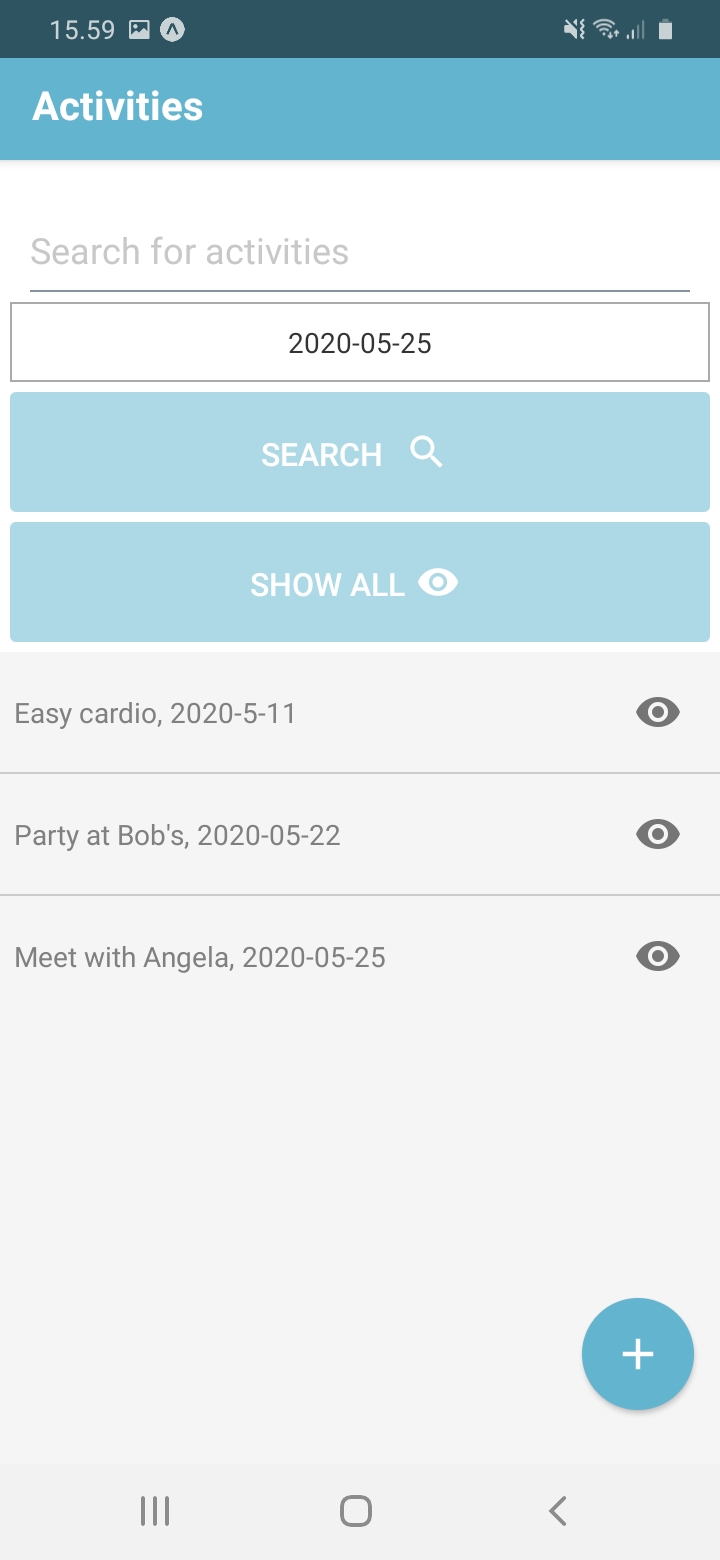 15.59
Activities
Search for activities
2020-05-25
SEARCH
SHOW ALL
Easy cardio, 2020-5-11
Party at Bob's, 2020-05-22
Meet with Angela, 2020-05-25